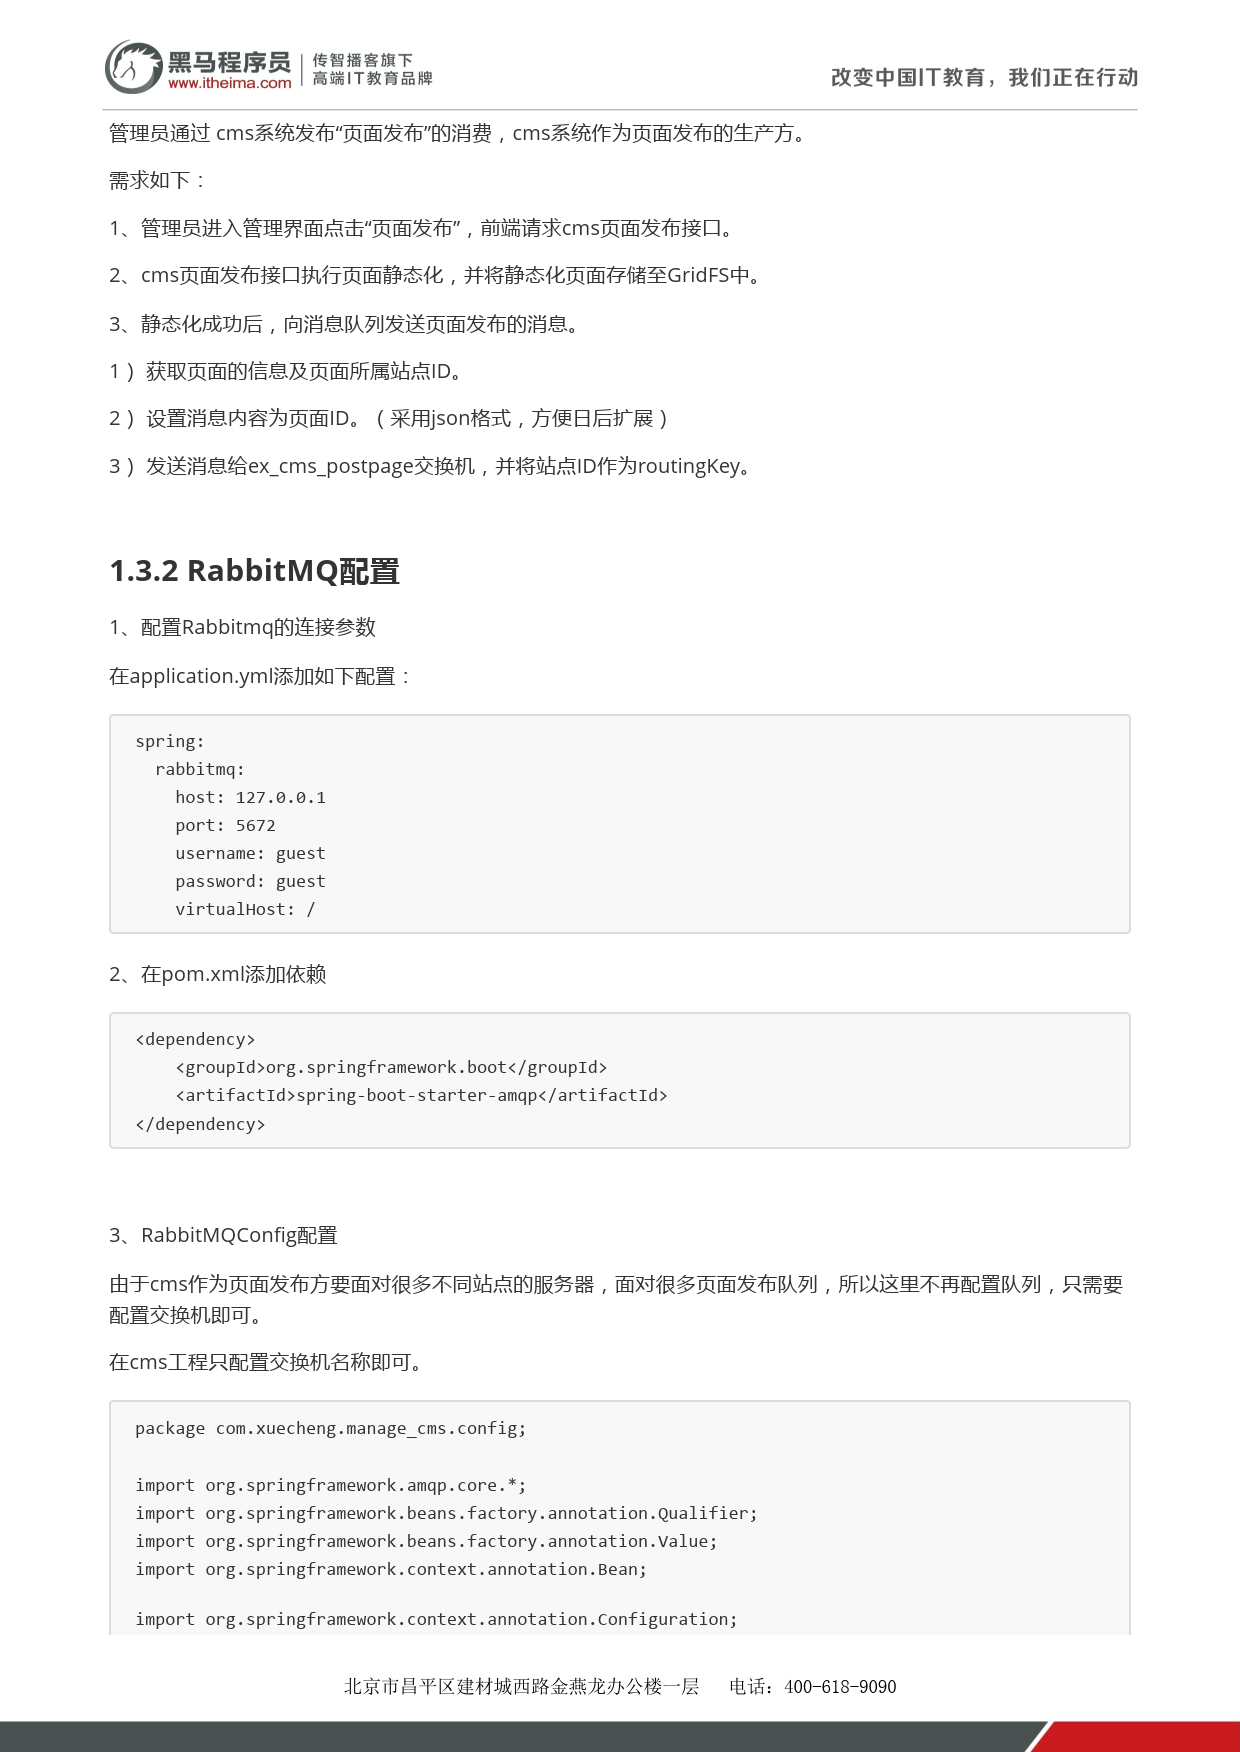 黑马程序员
www.itheima.com
传智播客旗下
高端IT教育品牌
改变中国IT教育，我们正在行动
管理员通过 cms系统发布“页面发布”的消费，cms系统作为页面发布的生产方。
需求如下：
1、管理员进入管理界面点击“页面发布”，前端请求cms页面发布接口。
2、cms页面发布接口执行页面静态化，并将静态化页面存储至GridFS中。
3、静态化成功后，向消息队列发送页面发布的消息。
1） 获取页面的信息及页面所属站点ID。
2） 设置消息内容为页面ID。（采用json格式，方便日后扩展）
3） 发送消息给ex_cms_postpage交换机，并将站点ID作为routingKey。
1.3.2 RabbitMQ配置
1、配置Rabbitmq的连接参数
在application.yml添加如下配置：
spring:
  rabbitmq:
    host: 127.0.0.1
    port: 5672
    username: guest
    password: guest
    virtualHost: /
2、在pom.xml添加依赖
<dependency>
    <groupId>org.springframework.boot</groupId>
    <artifactId>spring-boot-starter-amqp</artifactId>
</dependency>
3、RabbitMQConfig配置
由于cms作为页面发布方要面对很多不同站点的服务器，面对很多页面发布队列，所以这里不再配置队列，只需要
配置交换机即可。
在cms工程只配置交换机名称即可。
package com.xuecheng.manage_cms.config;
import org.springframework.amqp.core.*;
import org.springframework.beans.factory.annotation.Qualifier;
import org.springframework.beans.factory.annotation.Value;
import org.springframework.context.annotation.Bean;
import org.springframework.context.annotation.Configuration;
北京市昌平区建材城西路金燕龙办公楼一层 电话：400-618-9090